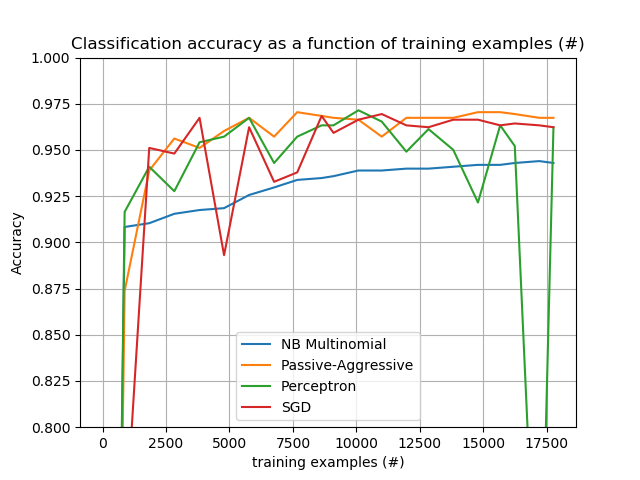 Classification accuracy as a function of training examples (#)
1.000
0.975
0.950
0.925
0.900
0.875
0.850
0.825
0.800
Accuracy
NB Multinomial
Passive-Aggressive
Perceptron
SGD
0 2500 5000 7500 10000 12500 15000 17500
training examples (#)